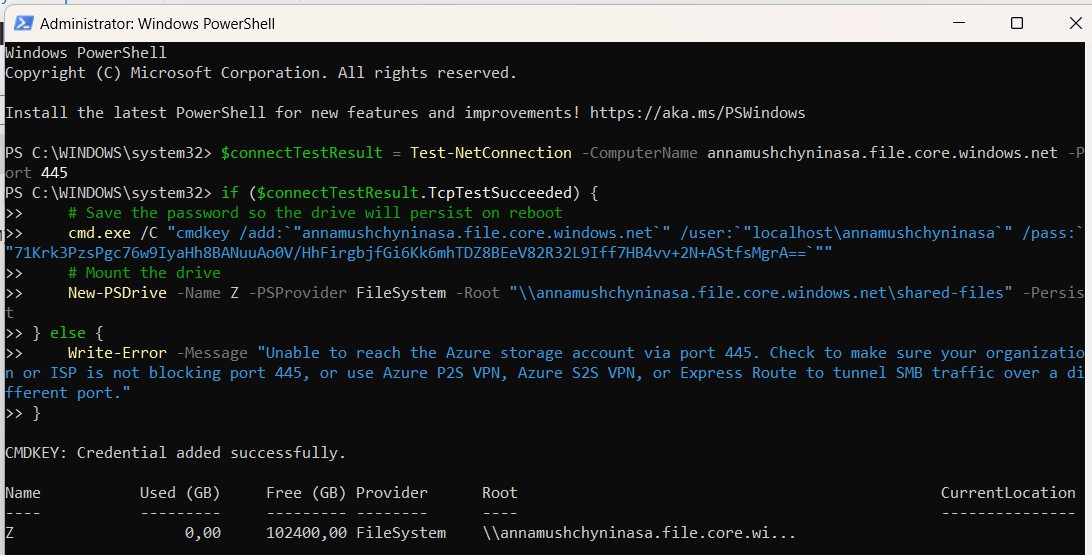 Administrator: Windows PowerShell
Windows PowerShell
Copyright (C) Microsoft Corporation. All rights reserved.
Install the latest PowerShell for new features and improvements! https://aka.ms/PSWindows
PS C:\WINDOWS\system32> $connectTestResult = Test-NetConnection -ComputerName annamushchyninasa.file.core.windows.net -P
ort 445
PS C:\WINDOWS\system32> if ($connectTestResult.TcpTestSucceeded) {
>>     # Save the password so the drive will persist on reboot
>>     cmd.exe /C "cmdkey /add:`"annamushchyninasa.file.core.windows.net`" /user:`"localhost\annamushchyninasa`" /pass:`
"71Krk3PzsPgc76w9IyaHh8BANuuAo0V/HhFirgbjfGi6Kk6mhTDZ8BEeV82R32L9Iff7HB4vv+2N+AStfsMgrA==`""
>>     # Mount the drive
>>     New-PSDrive -Name Z -PSProvider FileSystem -Root "\\annamushchyninasa.file.core.windows.net\shared-files" -Persis
t
>> } else {
>>     Write-Error -Message "Unable to reach the Azure storage account via port 445. Check to make sure your organizatio
n or ISP is not blocking port 445, or use Azure P2S VPN, Azure S2S VPN, or Express Route to tunnel SMB traffic over a di
fferent port."
>> }
CMDKEY: Credential added successfully.
Name           Used (GB)     Free (GB) Provider      Root                                               CurrentLocation
----           ---------     --------- --------      ----                                               ---------------
Z                   0,00     102400,00 FileSystem    \\annamushchyninasa.file.core.wi...